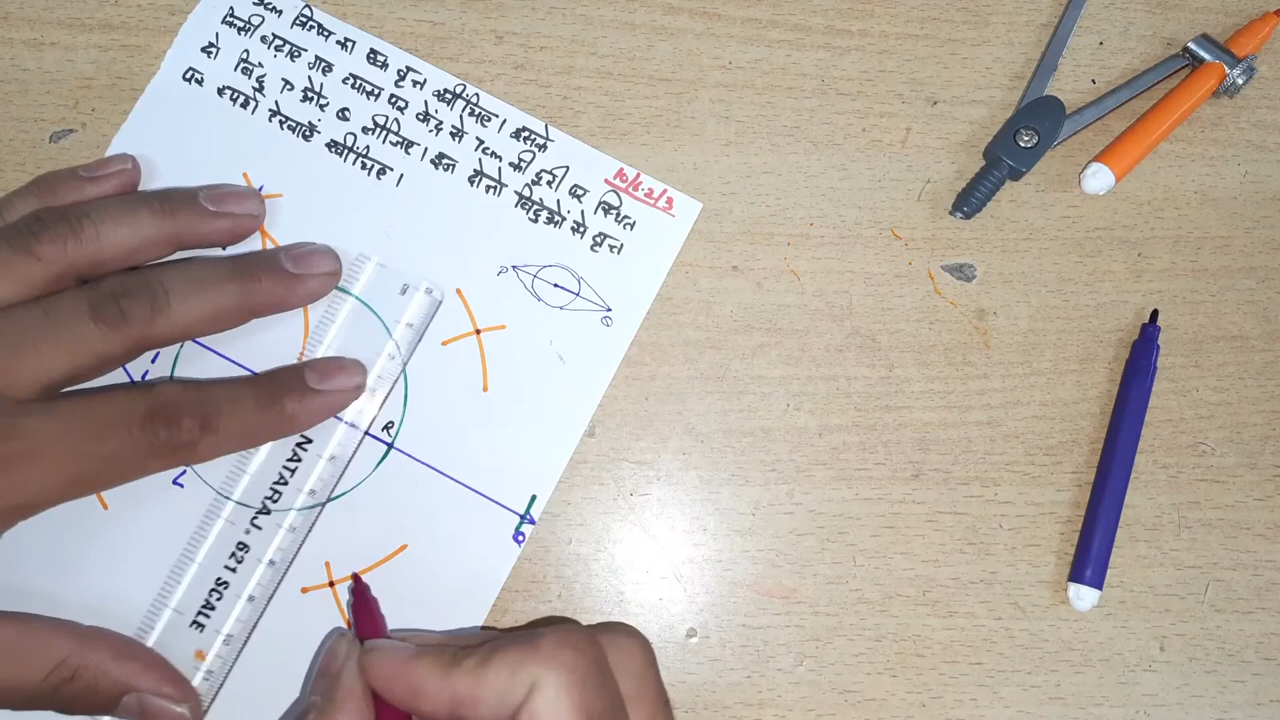 3cm त्रिज्या का एक वृत्त खींचिए। इसके
किसी बढ़ाए गए व्यास पर केंद्र से 7cm की दूरी पर स्थित
दो बिंदु P और Q लीजिए। इन दोनों बिंदुओं से वृत्त
पर स्पर्श रेखाएँ खींचिए।
10/6.2/3
P
Q
R
Q
L
NATARAJ 621 SCALE